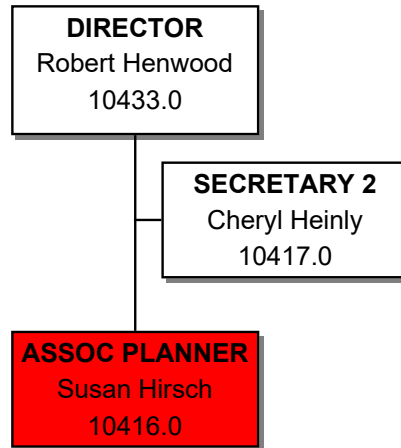 DIRECTOR
Robert Henwood
10433.0
SECRETARY 2
Cheryl Heinly
10417.0
ASSOC PLANNER
Susan Hirsch
10416.0